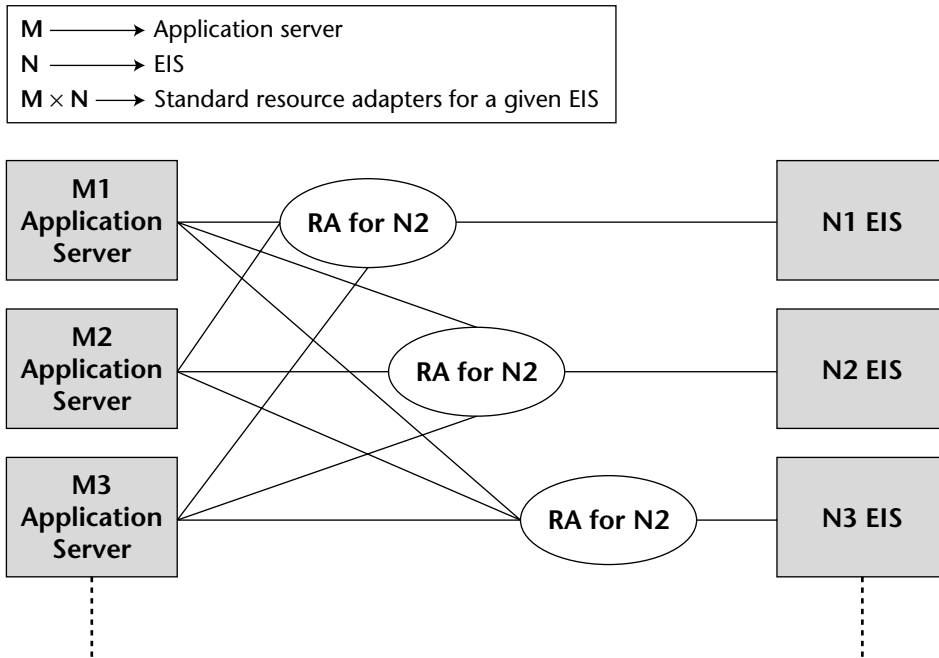 M → Application server
N → EIS
M × N → Standard resource adapters for a given EIS
M1
Application
Server
RA for N2
N1 EIS
M2
Application
Server
RA for N2
N2 EIS
M3
Application
Server
RA for N2
N3 EIS